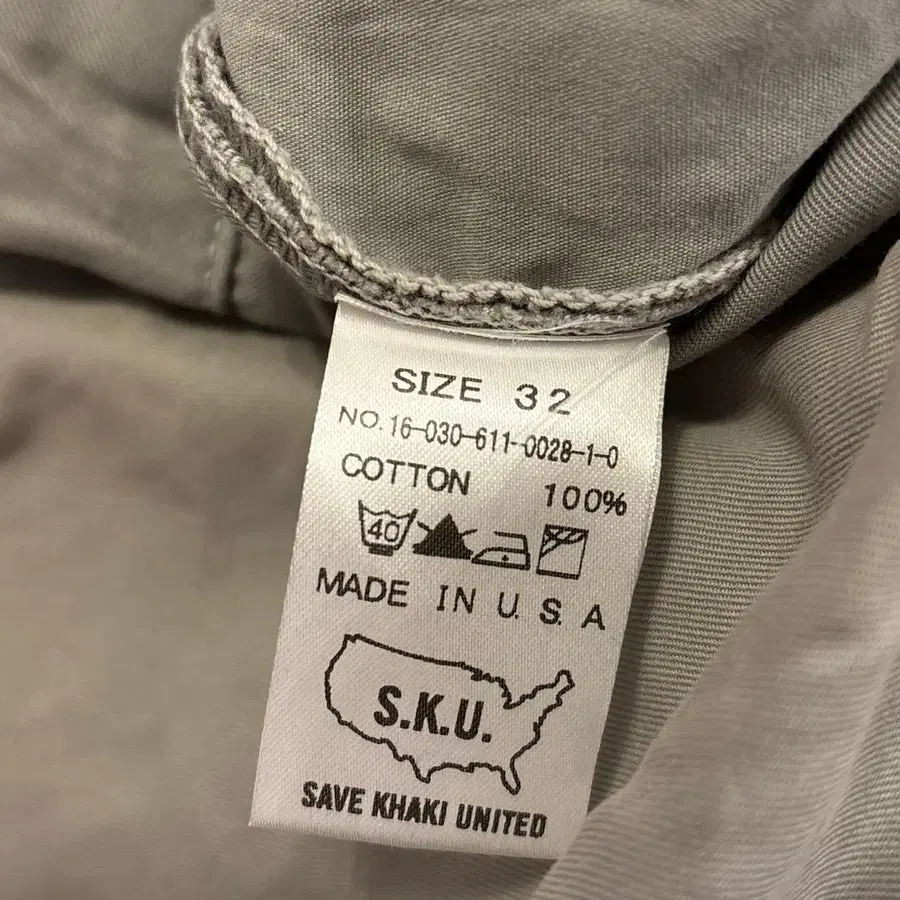 SIZE 32
NO. 16-030-611-0028-1-0
COTTON 100%
40
MADE IN U.S.A
S.K.U.
SAVE KHAKI UNITED